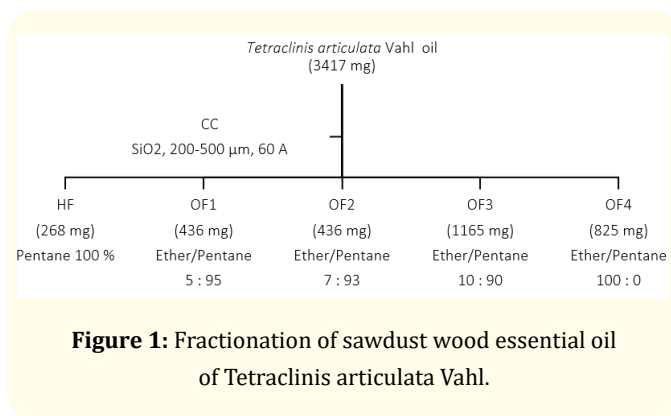 Tetraclinis articulata Vahl oil
(3417 mg)
CC
SiO2, 200-500 µm, 60 A
HF OF1 OF2 OF3 OF4
(268 mg) (436 mg) (436 mg) (1165 mg) (825 mg)
Pentane 100 % Ether/Pentane Ether/Pentane Ether/Pentane Ether/Pentane
5 : 95 7 : 93 10 : 90 100 : 0
Figure 1: Fractionation of sawdust wood essential oil
of Tetraclinis articulata Vahl.